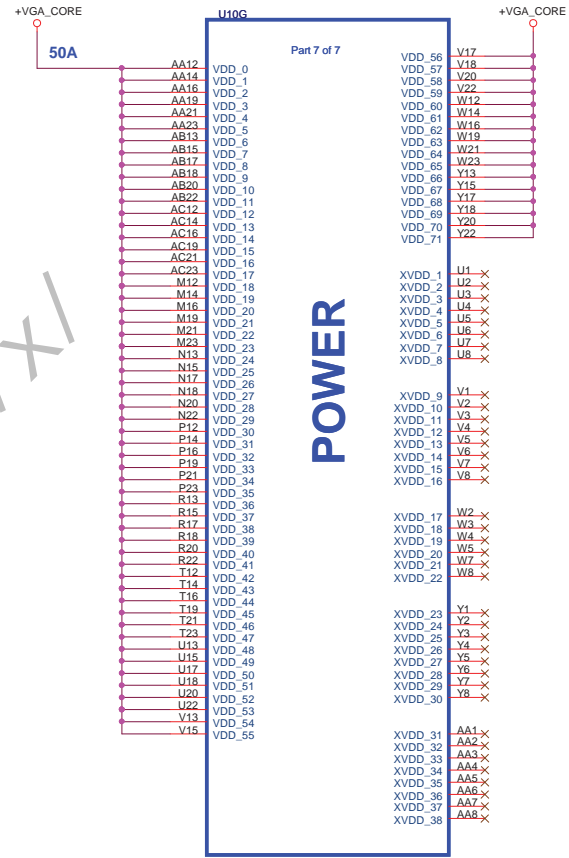 +VGA_CORE
+VGA_CORE
U10G
50A
Part 7 of 7
AA12 VDD_0
AA14 VDD_1
AA16 VDD_2
AA19 VDD_3
AA21 VDD_4
AA23 VDD_5
AB13 VDD_6
AB15 VDD_7
AB17 VDD_8
AB18 VDD_9
AB20 VDD_10
AB22 VDD_11
AC12 VDD_12
AC14 VDD_13
AC16 VDD_14
AC19 VDD_15
AC21 VDD_16
AC23 VDD_17
M12 VDD_18
M14 VDD_19
M16 VDD_20
M19 VDD_21
M21 VDD_22
M23 VDD_23
N13 VDD_24
N15 VDD_25
N17 VDD_26
N18 VDD_27
N20 VDD_28
N22 VDD_29
P12 VDD_30
P14 VDD_31
P16 VDD_32
P19 VDD_33
P21 VDD_34
P23 VDD_35
R13 VDD_36
R15 VDD_37
R17 VDD_38
R18 VDD_39
R20 VDD_40
R22 VDD_41
T12 VDD_42
T14 VDD_43
T16 VDD_44
T19 VDD_45
T21 VDD_46
T23 VDD_47
U13 VDD_48
U15 VDD_49
U17 VDD_50
U18 VDD_51
U20 VDD_52
U22 VDD_53
V13 VDD_54
V15 VDD_55
POWER
VDD_56 V17
VDD_57 V18
VDD_58 V20
VDD_59 V22
VDD_60 W12
VDD_61 W14
VDD_62 W16
VDD_63 W19
VDD_64 W21
VDD_65 W23
VDD_66 Y13
VDD_67 Y15
VDD_68 Y17
VDD_69 Y18
VDD_70 Y20
VDD_71 Y22
XVDD_1 U1
XVDD_2 U2
XVDD_3 U3
XVDD_4 U4
XVDD_5 U5
XVDD_6 U6
XVDD_7 U7
XVDD_8 U8
XVDD_9 V1
XVDD_10 V2
XVDD_11 V3
XVDD_12 V4
XVDD_13 V5
XVDD_14 V6
XVDD_15 V7
XVDD_16 V8
XVDD_17 W2
XVDD_18 W3
XVDD_19 W4
XVDD_20 W5
XVDD_21 W7
XVDD_22 W8
XVDD_23 Y1
XVDD_24 Y2
XVDD_25 Y3
XVDD_26 Y4
XVDD_27 Y5
XVDD_28 Y6
XVDD_29 Y7
XVDD_30 Y8
XVDD_31 AA1
XVDD_32 AA2
XVDD_33 AA3
XVDD_34 AA4
XVDD_35 AA5
XVDD_36 AA6
XVDD_37 AA7
XVDD_38 AA8
x/